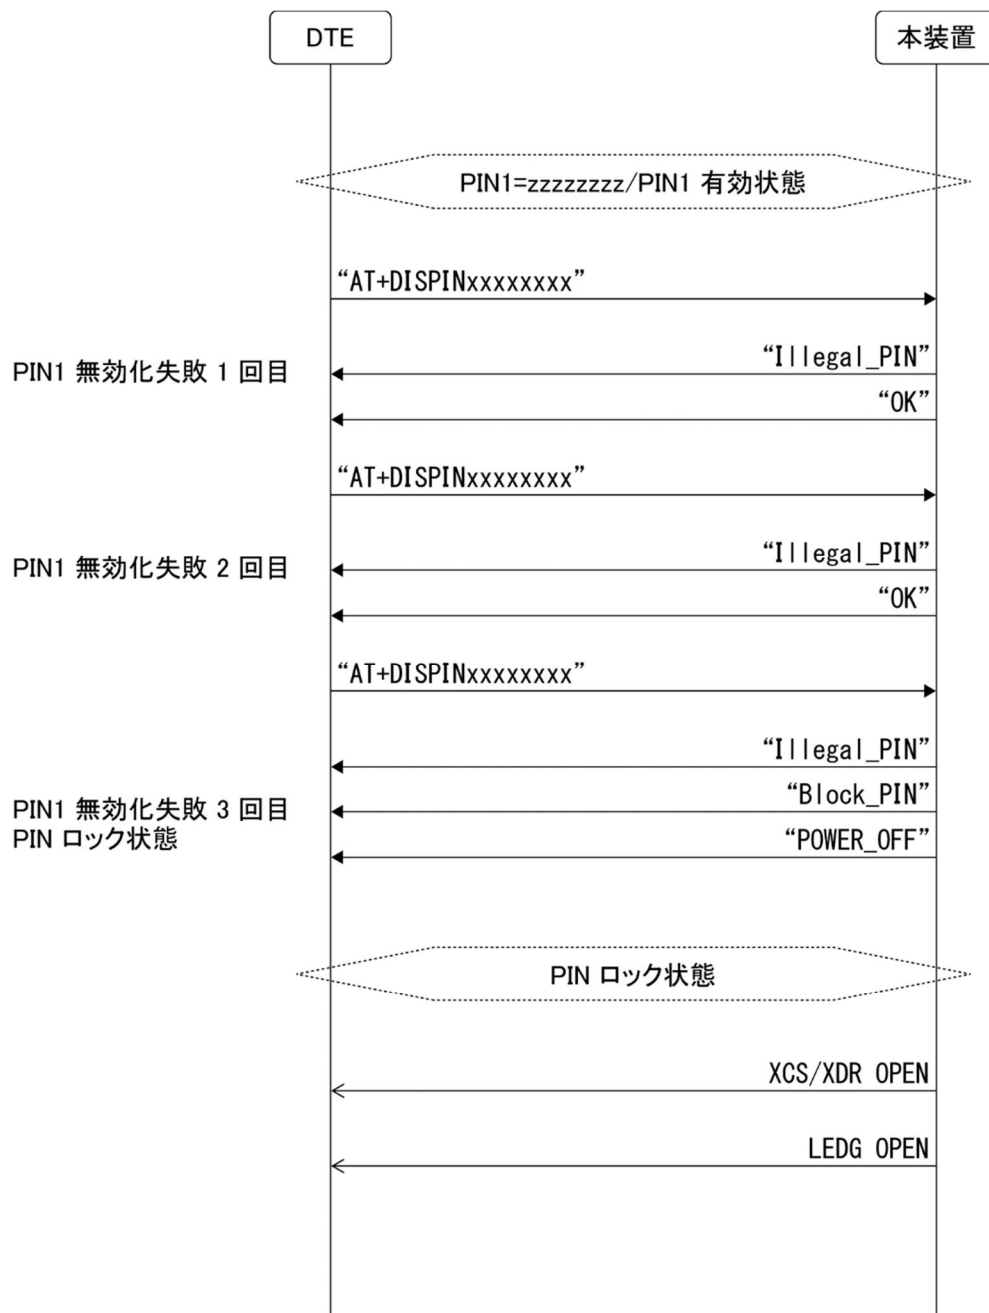 DTE
本装置
PIN1=zzzzzzzz/PIN1 有効状態
“AT+DISPINxxxxxxxx”
“Illegal_PIN”
PIN1 無効化失敗 1 回目
“OK”
“AT+DISPINxxxxxxxx”
“Illegal_PIN”
PIN1 無効化失敗 2 回目
“OK”
“AT+DISPINxxxxxxxx”
“Illegal_PIN”
“Block_PIN”
PIN1 無効化失敗 3 回目
PIN ロック状態
“POWER_OFF”
PIN ロック状態
XCS/XDR OPEN
LEDG OPEN